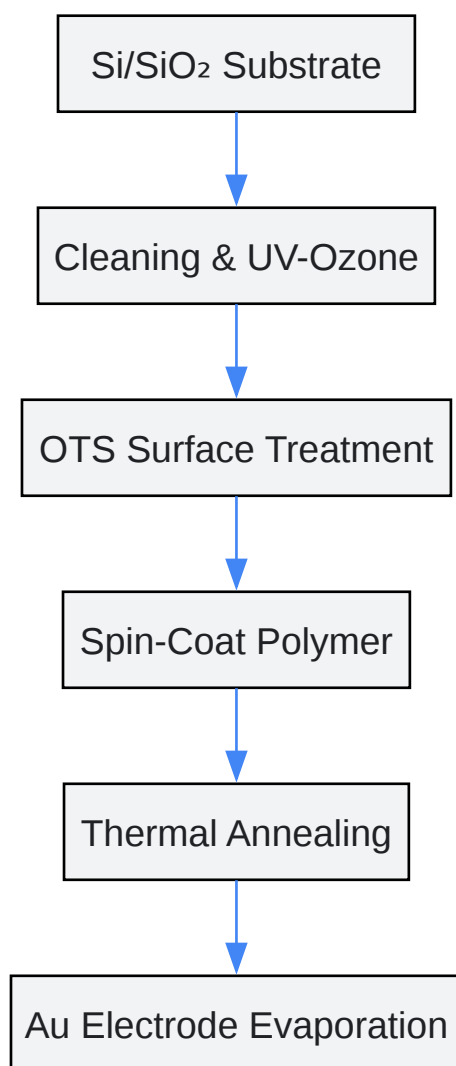 Si/SiO₂ Substrate
Cleaning & UV-Ozone
OTS Surface Treatment
Spin-Coat Polymer
Thermal Annealing
Au Electrode Evaporation